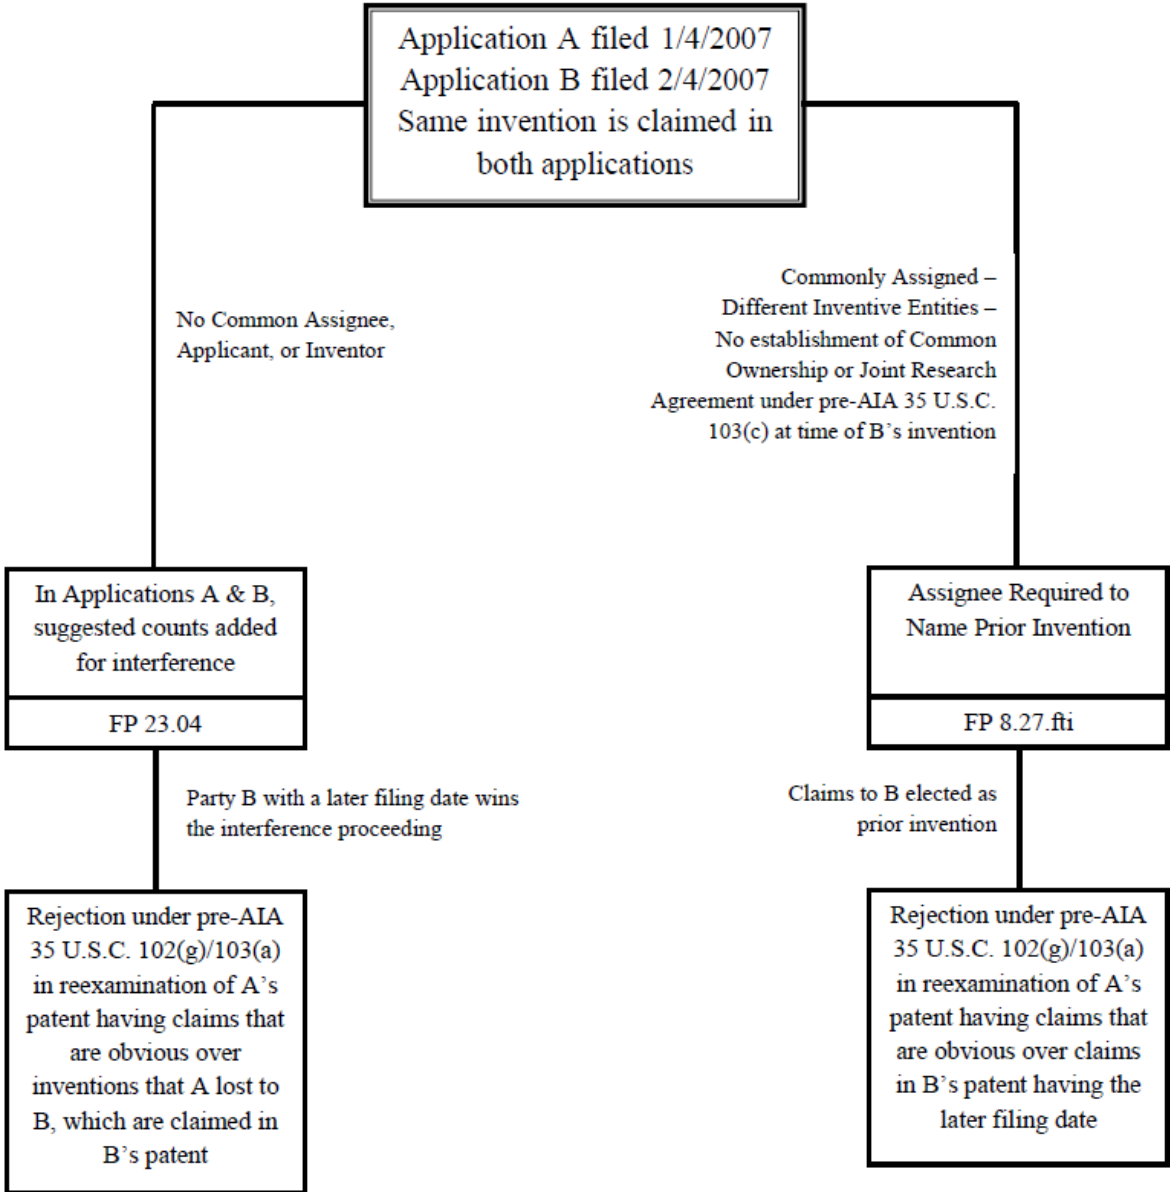 Application A filed 1/4/2007
Application B filed 2/4/2007
Same invention is claimed in
both applications
No Common Assignee,
Applicant, or Inventor
Commonly Assigned –
Different Inventive Entities –
No establishment of Common
Ownership or Joint Research
Agreement under pre-AIA 35 U.S.C.
103(c) at time of B’s invention
In Applications A & B,
suggested counts added
for interference
FP 23.04
Assignee Required to
Name Prior Invention
FP 8.27.fti
Party B with a later filing date wins
the interference proceeding
Claims to B elected as
prior invention
Rejection under pre-AIA
35 U.S.C. 102(g)/103(a)
in reexamination of A’s
patent having claims that
are obvious over
inventions that A lost to
B, which are claimed in
B’s patent
Rejection under pre-AIA
35 U.S.C. 102(g)/103(a)
in reexamination of A’s
patent having claims that
are obvious over claims
in B’s patent having the
later filing date